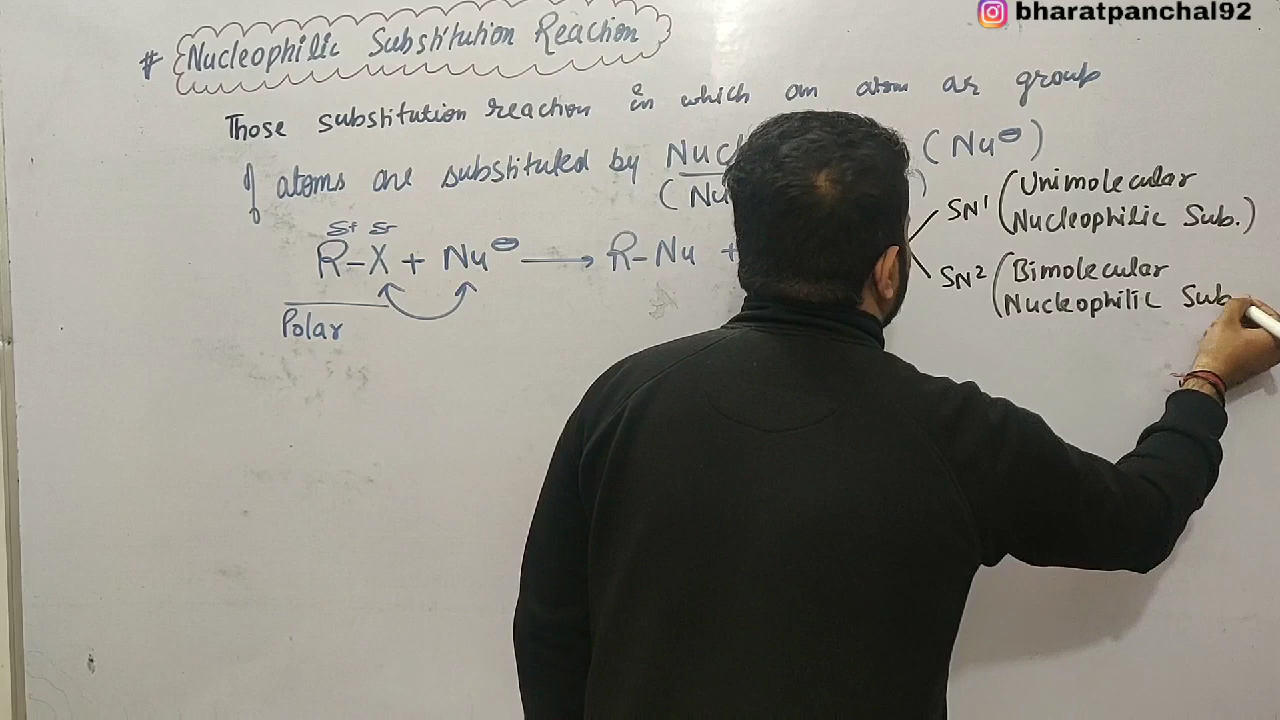 bharatpanchal92
# Nucleophilic Substitution Reaction
Those substitution reaction in which an atom or group
of atoms are substituted by Nuc (Nu⊖)
(Nu )
δ+ δ-
R-X + Nu⊖ → R-Nu +
Polar
SN1 (Unimolecular
Nucleophilic Sub.)
SN2 (Bimolecular
Nucleophilic Sub